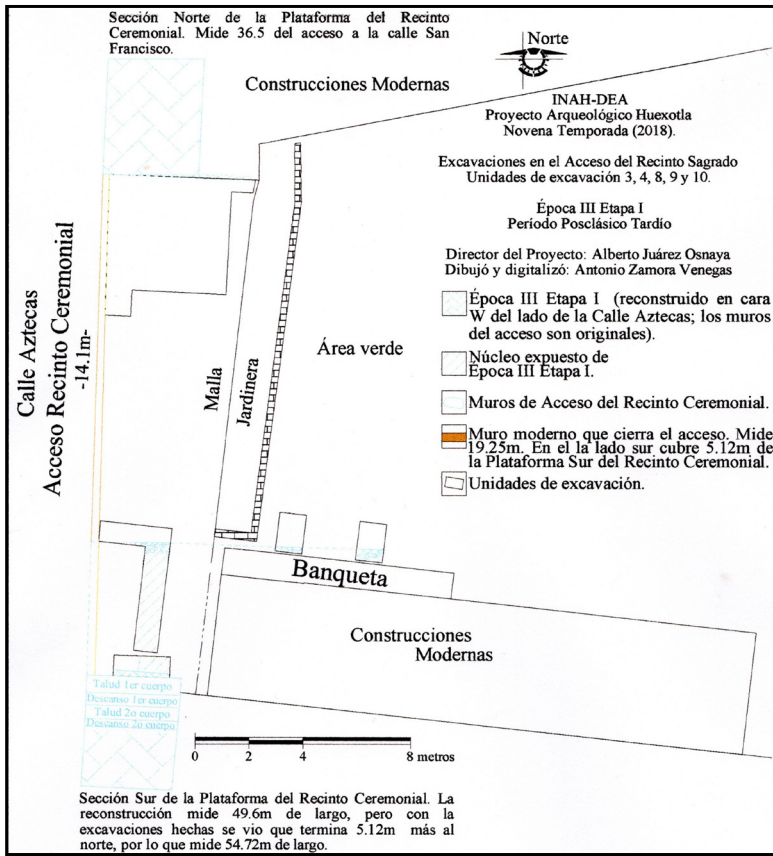 Sección Norte de la Plataforma del Recinto
Ceremonial. Mide 36.5 del acceso a la calle San
Francisco.
Construcciones Modernas
Norte
INAH-DEA
Proyecto Arqueológico Huexotla
Novena Temporada (2018).
Excavaciones en el Acceso del Recinto Sagrado
Unidades de excavación 3, 4, 8, 9 y 10.
Época III Etapa I
Período Posclásico Tardío
Director del Proyecto: Alberto Juárez Osnaya
Dibujó y digitalizó: Antonio Zamora Venegas
Época III Etapa I (reconstruido en cara
W del lado de la Calle Aztecas; los muros
del acceso son originales).
Núcleo expuesto de
Época III Etapa I.
Muros de Acceso del Recinto Ceremonial.
Muro moderno que cierra el acceso. Mide
19.25m. En el la lado sur cubre 5.12m de
la Plataforma Sur del Recinto Ceremonial.
Unidades de excavación.
Calle Aztecas
Acceso Recinto Ceremonial
-14.1m-
Malla
Jardinera
Área verde
Banqueta
Construcciones
Modernas
Talud 1er cuerpo
Descanso 1er cuerpo
Talud 2o cuerpo
Descanso 2o cuerpo
0 2 4 8 metros
Sección Sur de la Plataforma del Recinto Ceremonial. La
reconstrucción mide 49.6m de largo, pero con la
excavaciones hechas se vio que termina 5.12m más al
norte, por lo que mide 54.72m de largo.